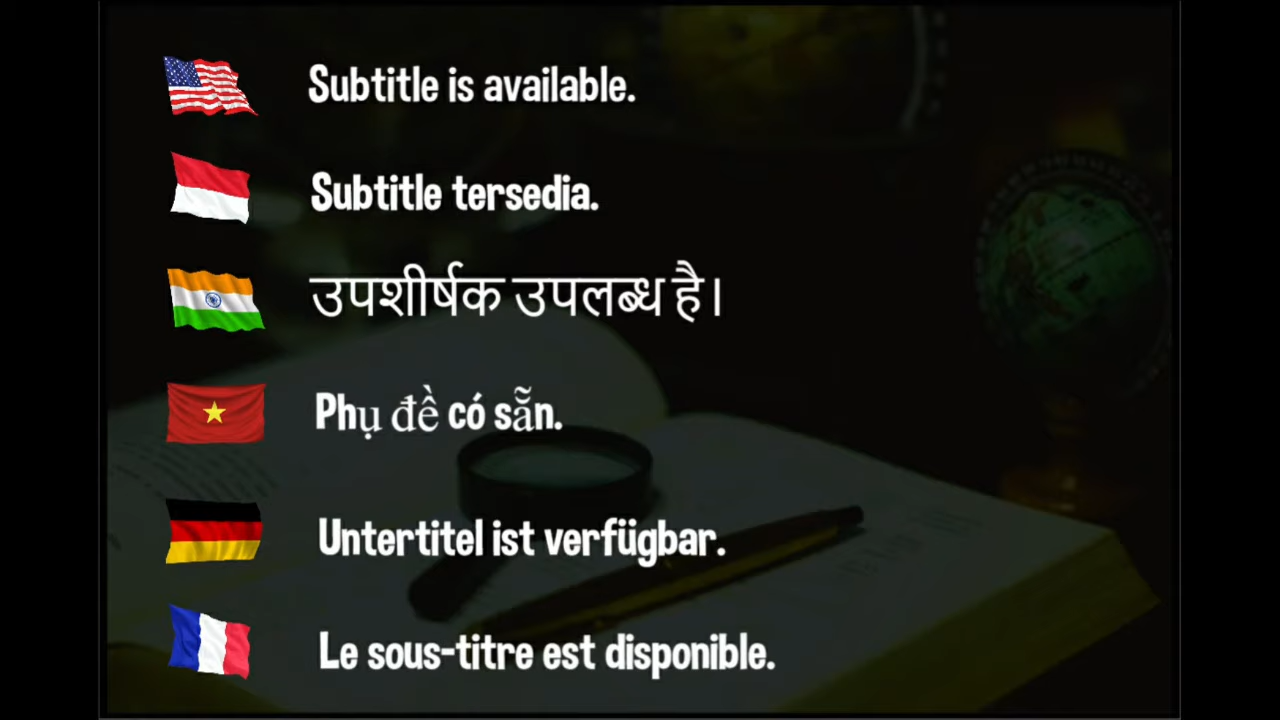 Subtitle is available.
Subtitle tersedia.
उपशीर्षक उपलब्ध है।
Phụ đề có sẵn.
Untertitel ist verfügbar.
Le sous-titre est disponible.